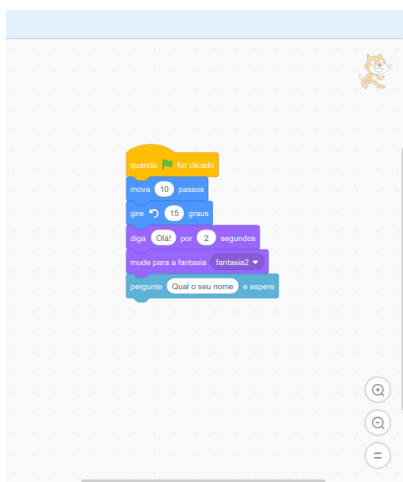 quando for clicado
mova 10 passos
gire 15 graus
diga Olá! por 2 segundos
mude para a fantasia fantasia2
pergunte Qual o seu nome e espere